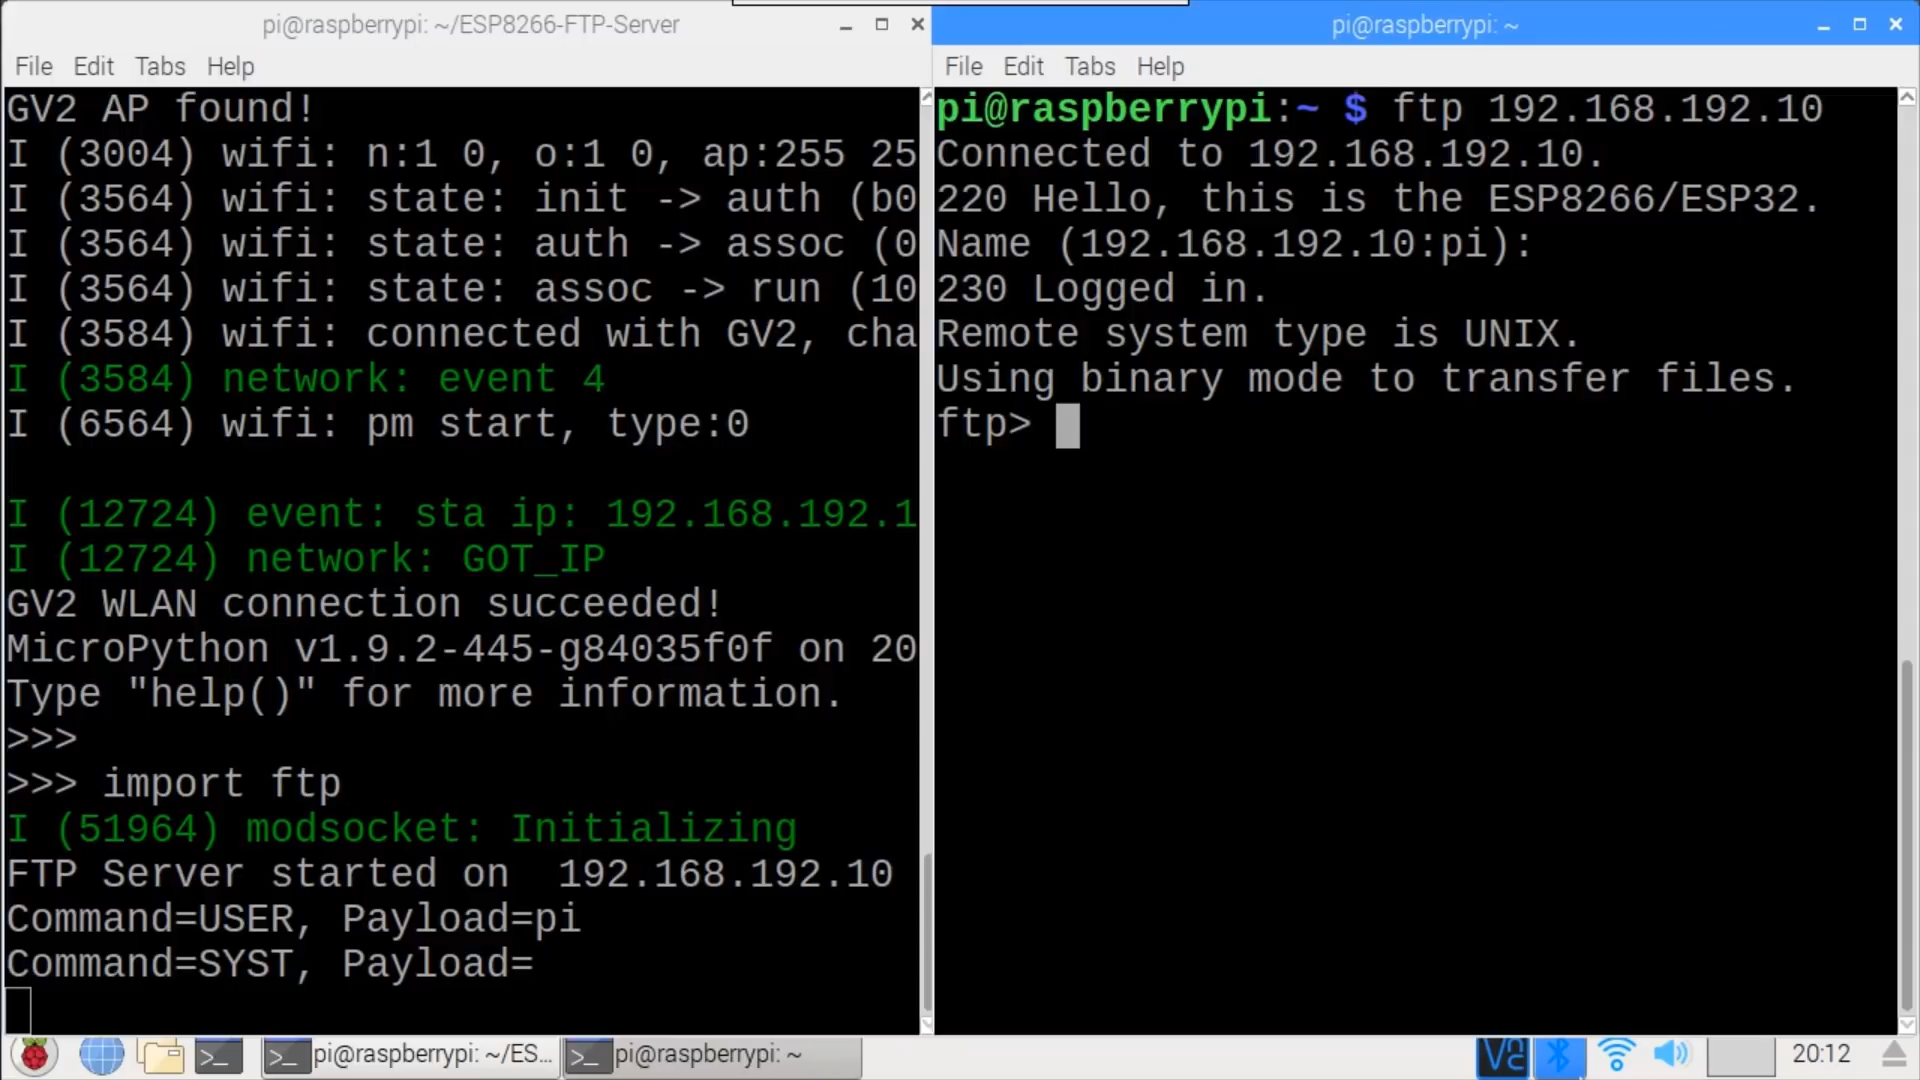 pi@raspberrypi: ~/ESP8266-FTP-Server
File Edit Tabs Help
GV2 AP found!
I (3004) wifi: n:1 0, o:1 0, ap:255 25
I (3564) wifi: state: init -> auth (b0
I (3564) wifi: state: auth -> assoc (0
I (3564) wifi: state: assoc -> run (10
I (3584) wifi: connected with GV2, cha
I (3584) network: event 4
I (6564) wifi: pm start, type:0
I (12724) event: sta ip: 192.168.192.1
I (12724) network: GOT_IP
GV2 WLAN connection succeeded!
MicroPython v1.9.2-445-g84035f0f on 20
Type "help()" for more information.
>>>
>>> import ftp
I (51964) modsocket: Initializing
FTP Server started on  192.168.192.10
Command=USER, Payload=pi
Command=SYST, Payload=
pi@raspberrypi: ~
File Edit Tabs Help
pi@raspberrypi:~ $ ftp 192.168.192.10
Connected to 192.168.192.10.
220 Hello, this is the ESP8266/ESP32.
Name (192.168.192.10:pi):
230 Logged in.
Remote system type is UNIX.
Using binary mode to transfer files.
ftp>
pi@raspberrypi: ~/ES...
pi@raspberrypi: ~
20:12